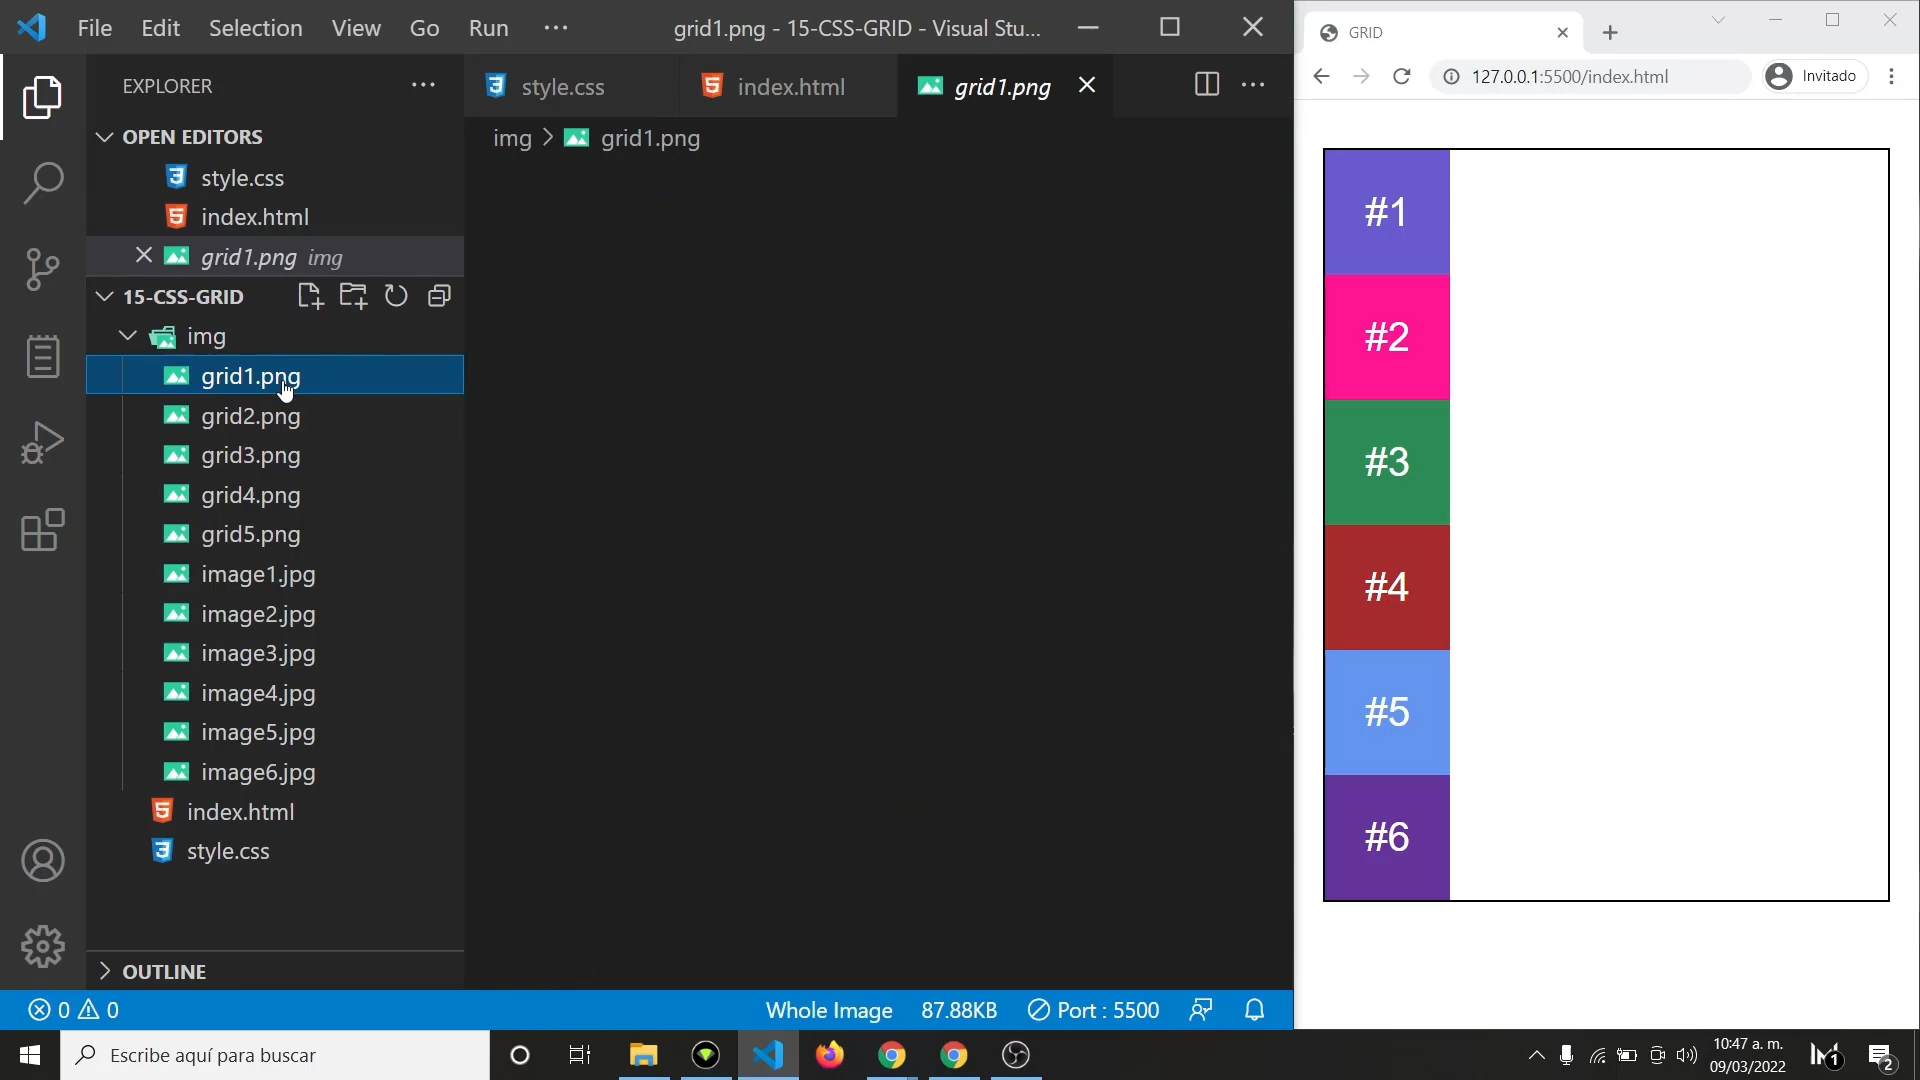 File Edit Selection View Go Run ···
grid1.png - 15-CSS-GRID - Visual Stu...
EXPLORER
OPEN EDITORS
style.css
index.html
grid1.png img
15-CSS-GRID
img
grid1.png
grid2.png
grid3.png
grid4.png
grid5.png
image1.jpg
image2.jpg
image3.jpg
image4.jpg
image5.jpg
image6.jpg
index.html
style.css
OUTLINE
style.css
index.html
grid1.png
img > grid1.png
0 0
Whole Image 87.88KB Port : 5500
GRID
127.0.0.1:5500/index.html
Invitado
#1
#2
#3
#4
#5
#6
Escribe aquí para buscar
10:47 a. m.
09/03/2022
1
2